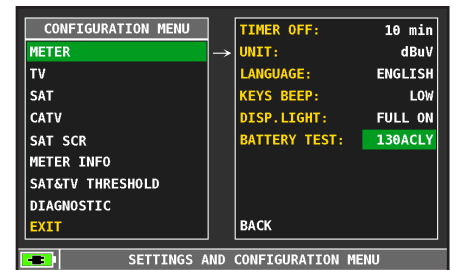 CONFIGURATION MENU
METER
TV
SAT
CATV
SAT SCR
METER INFO
SAT&TV THRESHOLD
DIAGNOSTIC
EXIT
TIMER OFF: 10 min
UNIT: dBuV
LANGUAGE: ENGLISH
KEYS BEEP: LOW
DISP.LIGHT: FULL ON
BATTERY TEST: 130ACLY
BACK
SETTINGS AND CONFIGURATION MENU